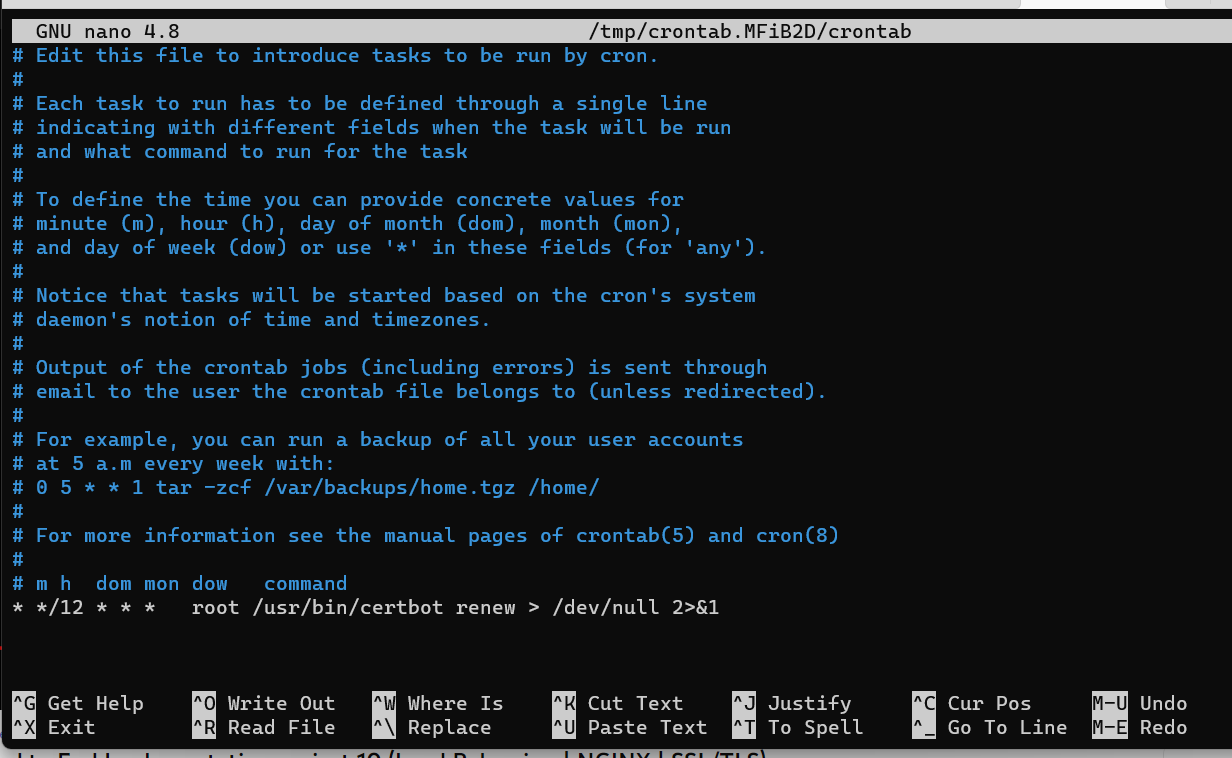 GNU nano 4.8 /tmp/crontab.MFiB2D/crontab
# Edit this file to introduce tasks to be run by cron.
#
# Each task to run has to be defined through a single line
# indicating with different fields when the task will be run
# and what command to run for the task
#
# To define the time you can provide concrete values for
# minute (m), hour (h), day of month (dom), month (mon),
# and day of week (dow) or use '*' in these fields (for 'any').
#
# Notice that tasks will be started based on the cron's system
# daemon's notion of time and timezones.
#
# Output of the crontab jobs (including errors) is sent through
# email to the user the crontab file belongs to (unless redirected).
#
# For example, you can run a backup of all your user accounts
# at 5 a.m every week with:
# 0 5 * * 1 tar -zcf /var/backups/home.tgz /home/
#
# For more information see the manual pages of crontab(5) and cron(8)
#
# m h  dom mon dow   command
* */12 * * *   root /usr/bin/certbot renew > /dev/null 2>&1
^G Get Help ^O Write Out ^W Where Is ^K Cut Text ^J Justify ^C Cur Pos M-U Undo
^X Exit ^R Read File ^\ Replace ^U Paste Text ^T To Spell ^_ Go To Line M-E Redo